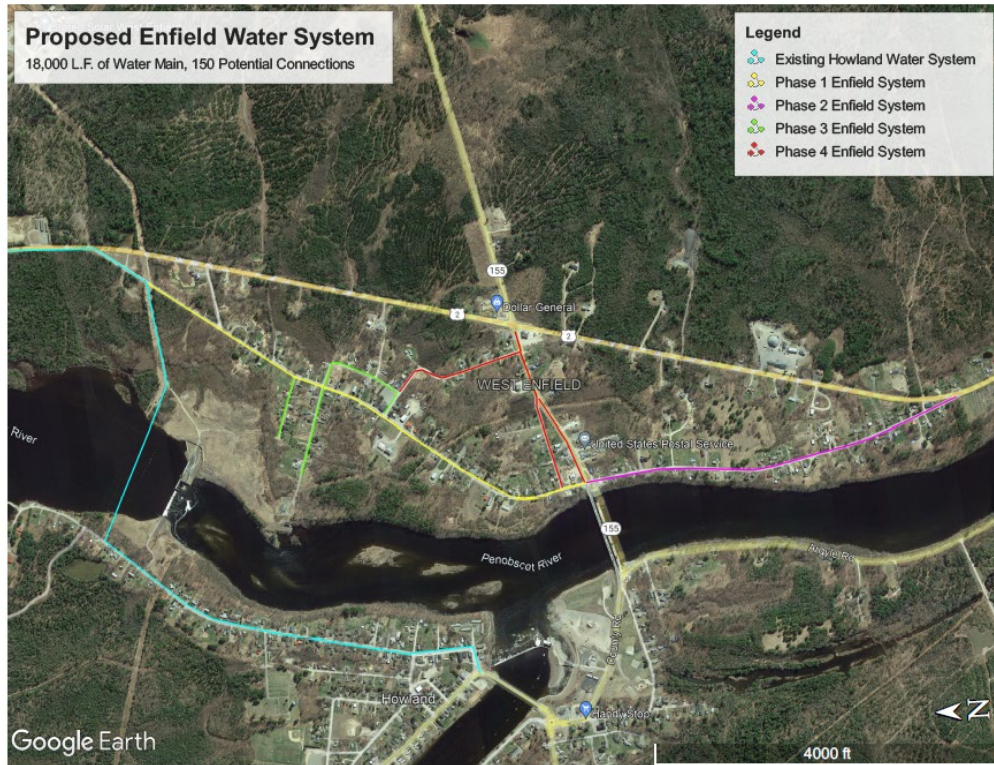 Proposed Enfield Water System
18,000 L.F. of Water Main, 150 Potential Connections
Legend
Existing Howland Water System
Phase 1 Enfield System
Phase 2 Enfield System
Phase 3 Enfield System
Phase 4 Enfield System
155
Dollar General
2
2
WEST ENFIELD
River
United States Postal Service
155
Penobscot River
Argyle Rd
County Rd
Howland
Handy Stop
N
Google Earth
4000 ft